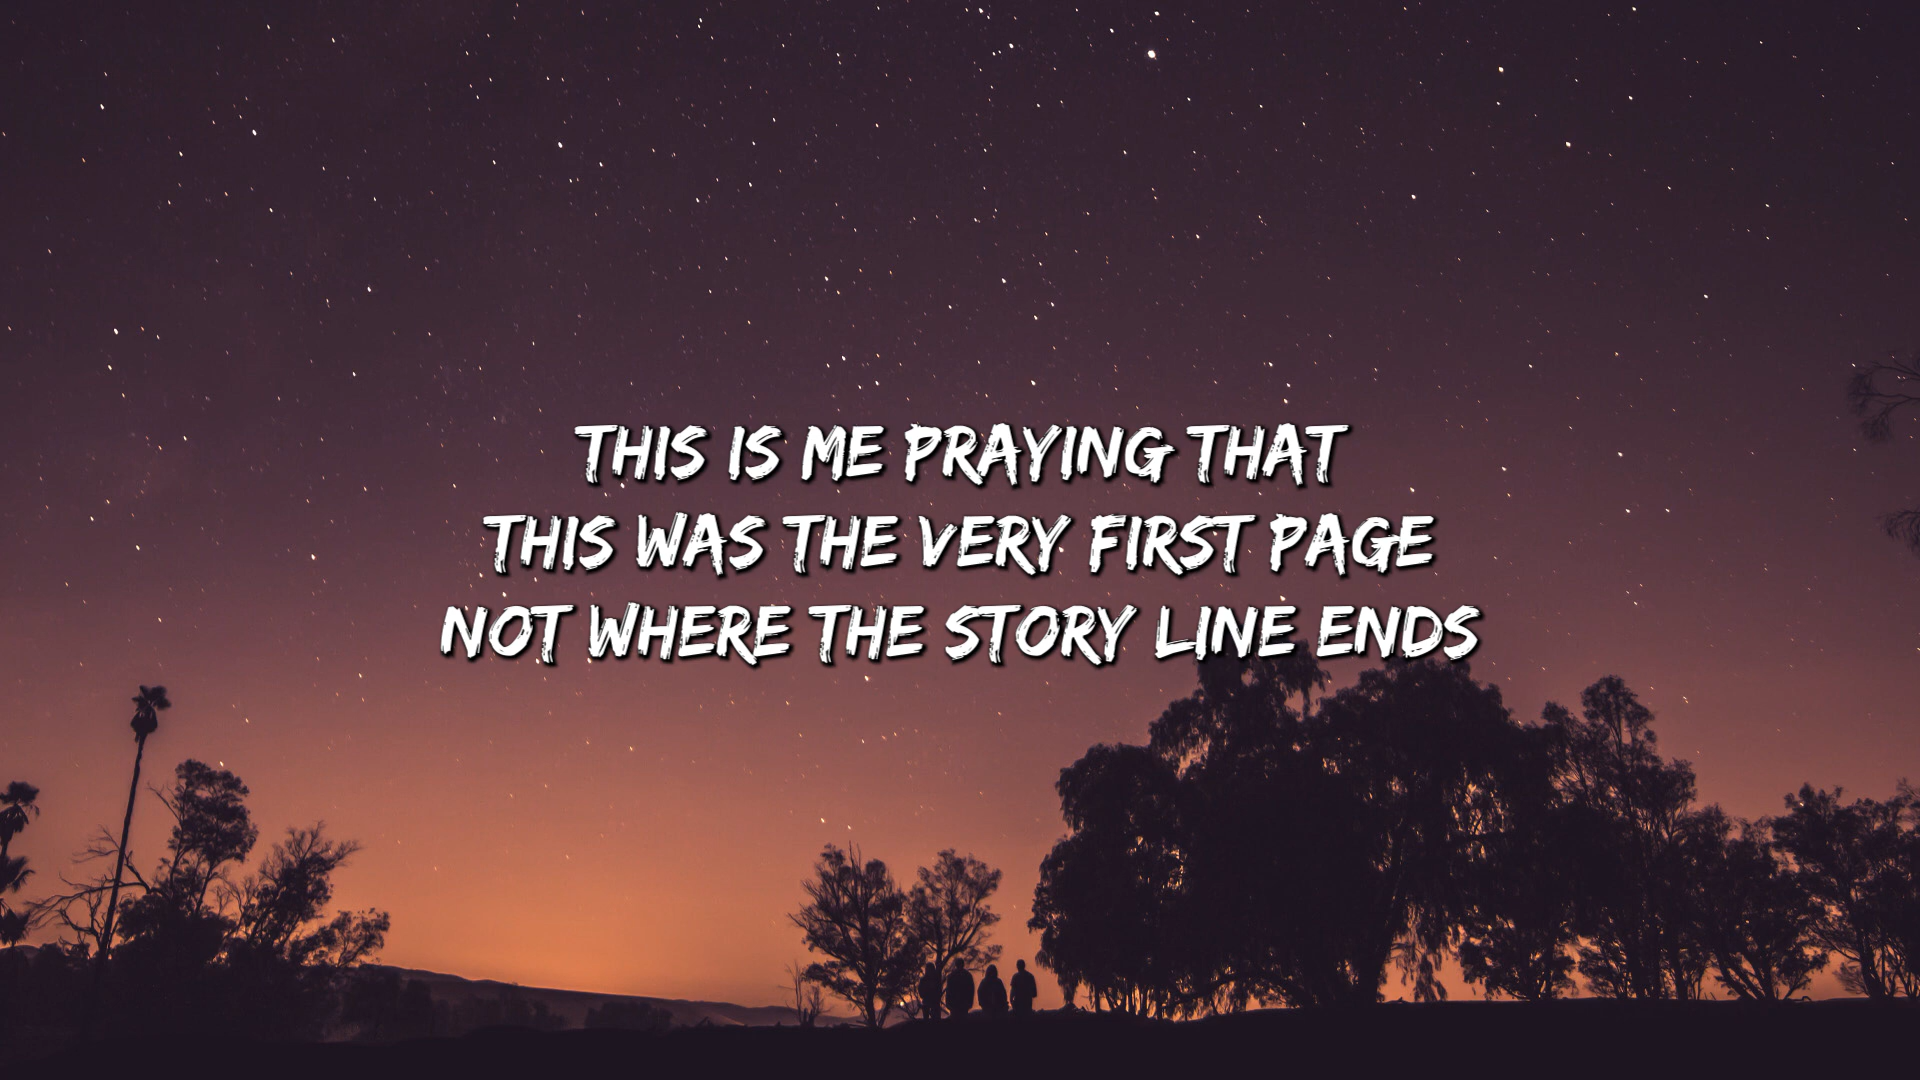 THIS IS ME PRAYING THAT
THIS WAS THE VERY FIRST PAGE
NOT WHERE THE STORY LINE ENDS